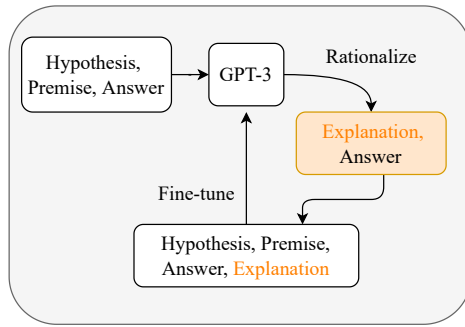 Hypothesis,
Premise, Answer
GPT-3
Rationalize
Explanation,
Answer
Fine-tune
Hypothesis, Premise,
Answer, Explanation